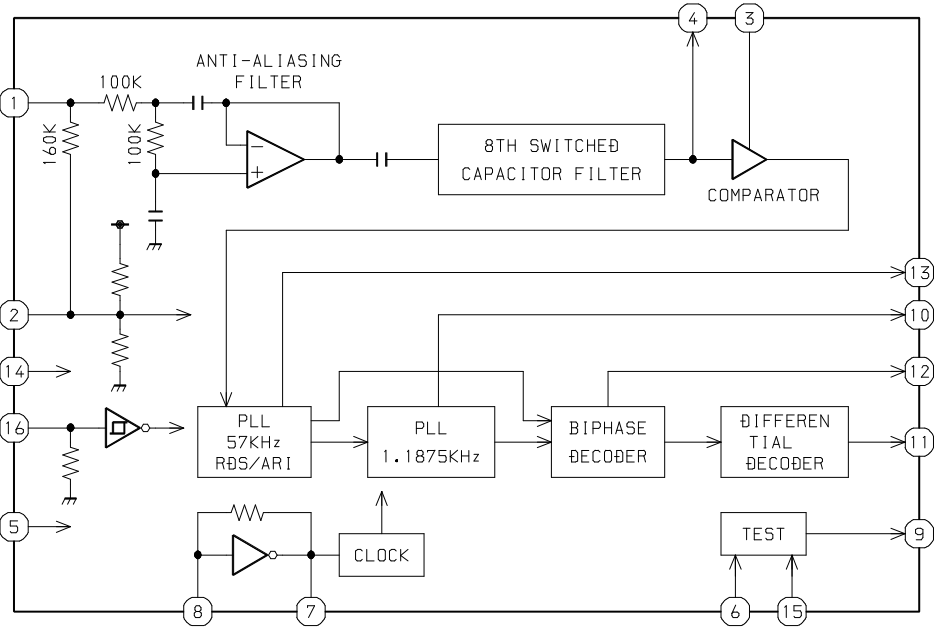 4
3
ANTI-ALIASING
FILTER
1
100K
160K
100K
−
+
8TH SWITCHED
CAPACITOR FILTER
COMPARATOR
13
2
10
14
12
16
PLL
57KHz
RDS/ARI
PLL
1.1875KHz
BIPHASE
DECODER
DIFFEREN
TIAL
DECODER
11
5
CLOCK
TEST
9
8
7
6
15